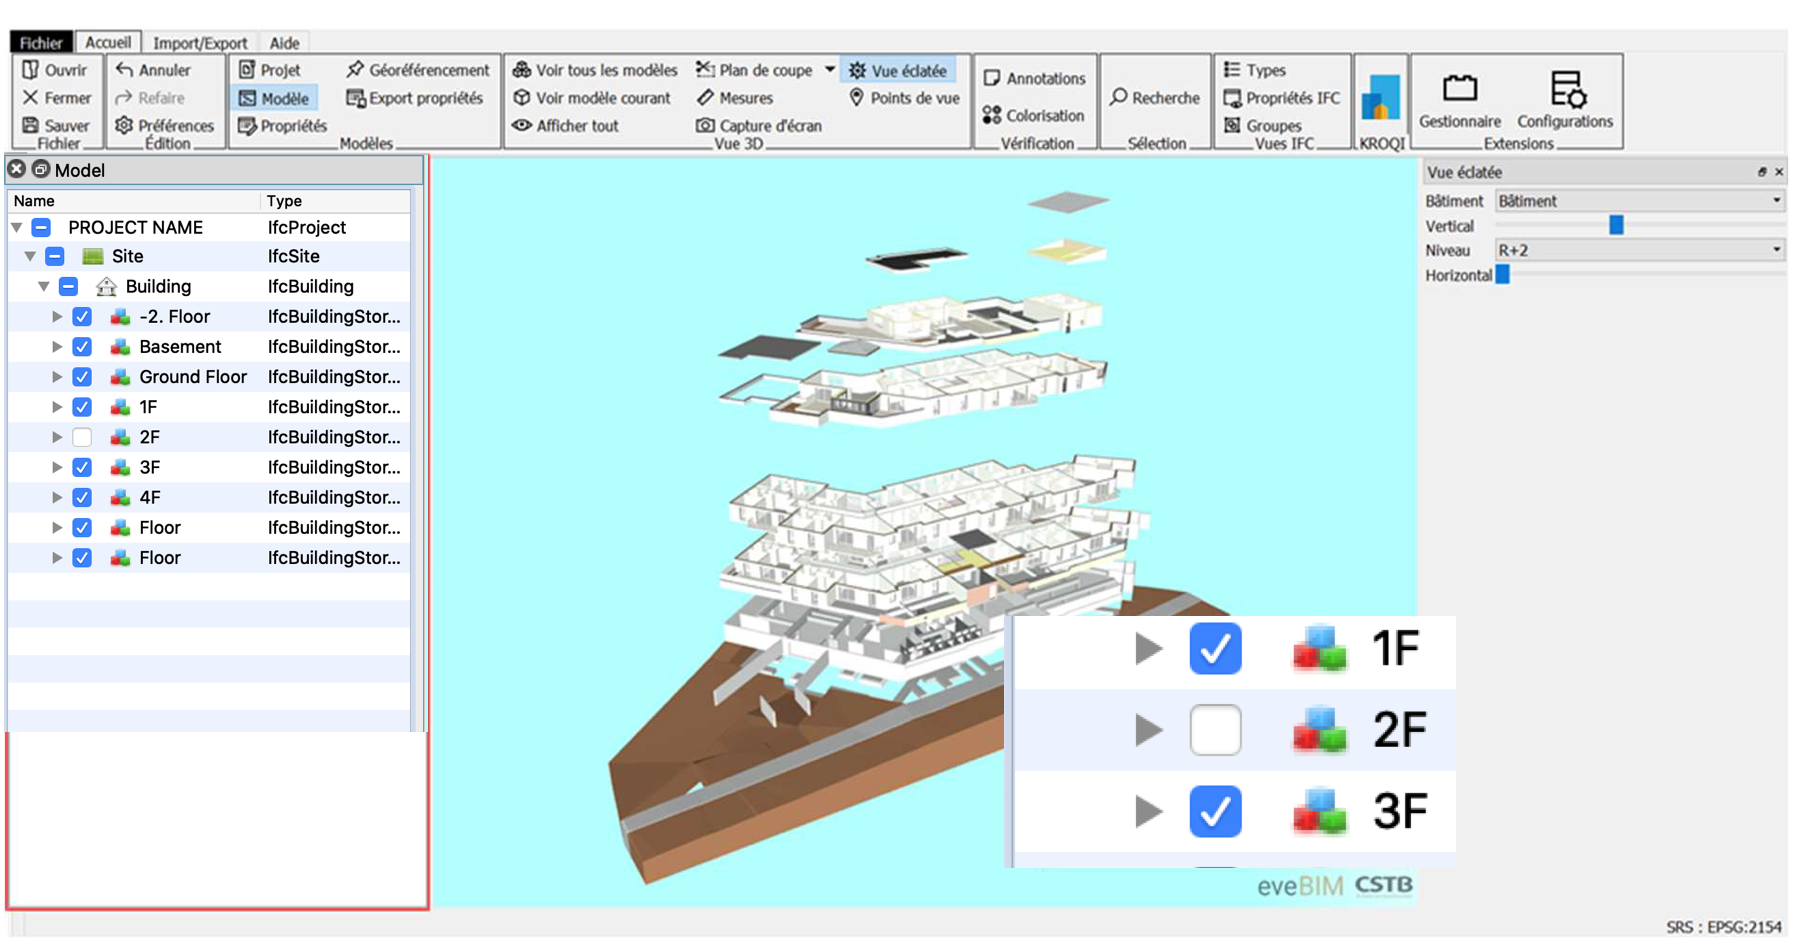 Fichier Accueil Import/Export Aide
Ouvrir Annuler Projet Géoréférencement Voir tous les modèles Plan de coupe Vue éclatée Annotations Recherche Types Gestionnaire Configurations
Fermer Refaire Modèle Export propriétés Voir modèle courant Mesures Points de vue Colorisation Propriétés IFC
Sauver Préférences Propriétés Afficher tout Capture d'écran Groupes
Fichier Édition Modèles Vue 3D Vérification Sélection Vues IFC KROQI Extensions
Model
Name Type
PROJECT NAME IfcProject
Site IfcSite
Building IfcBuilding
-2. Floor IfcBuildingStor...
Basement IfcBuildingStor...
Ground Floor IfcBuildingStor...
1F IfcBuildingStor...
2F IfcBuildingStor...
3F IfcBuildingStor...
4F IfcBuildingStor...
Floor IfcBuildingStor...
Floor IfcBuildingStor...
Vue éclatée
Bâtiment Bâtiment
Vertical
Niveau R+2
Horizontal
1F
2F
3F
eveBIM CSTB
SRS : EPSG:2154